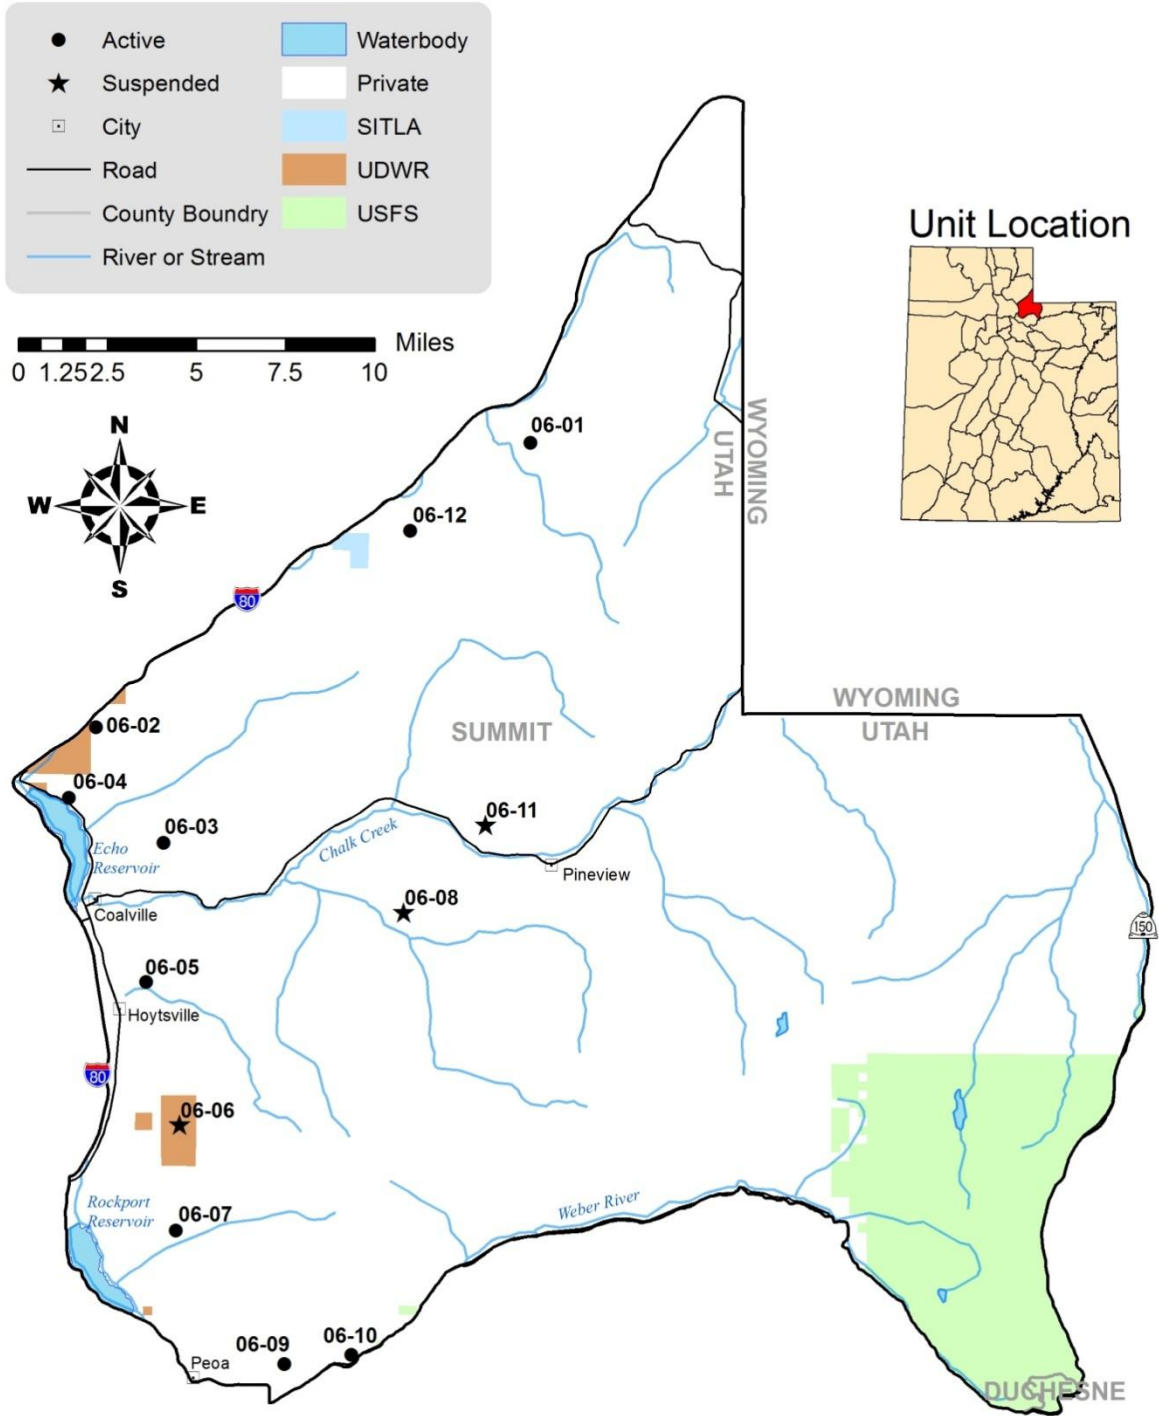 Active
Suspended
City
Road
County Boundry
River or Stream
Waterbody
Private
SITLA
UDWR
USFS
Unit Location
Miles
0 1.25 2.5 5 7.5 10
N
W E
S
06-01
WYOMING
UTAH
06-12
80
WYOMING
UTAH
SUMMIT
06-02
06-04
06-03
06-11
Echo
Reservoir
Chalk Creek
Pineview
Coalville
06-08
150
06-05
Hoytsville
80
06-06
Rockport
Reservoir
06-07
Weber River
06-09
06-10
Peoa
DUCHESNE